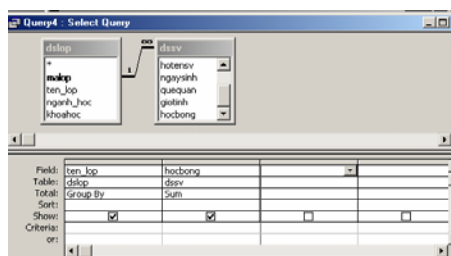 Query4 : Select Query
dslop
*
malop
ten_lop
nganh_hoc
khoahoc
1
∞
dssv
hotensv
ngaysinh
quequan
gioitinh
hocbong
Field: ten_lop hocbong
Table: dslop dssv
Total: Group By Sum
Sort:
Show:
Criteria:
or: